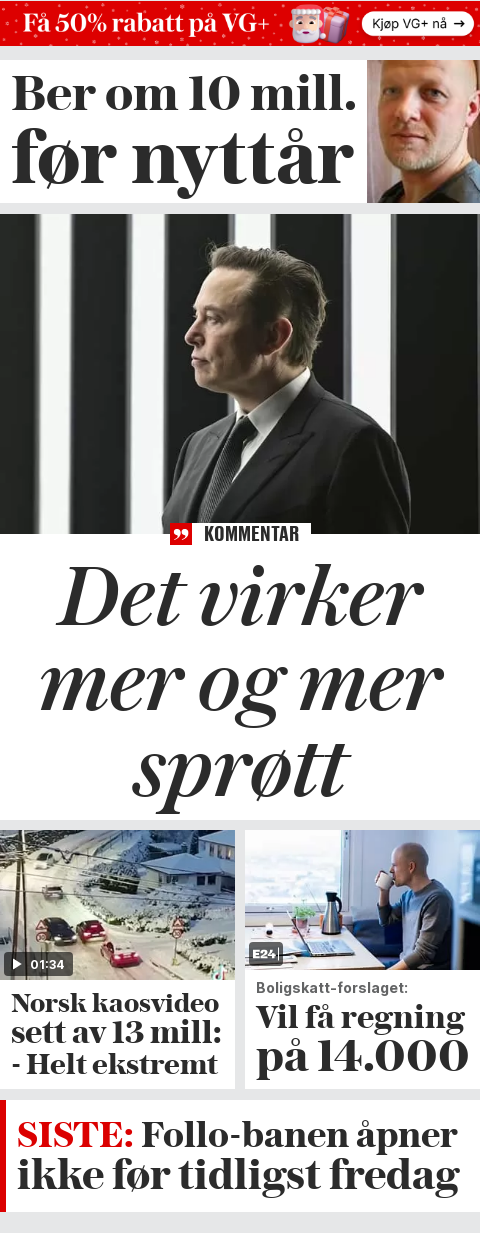 Få 50% rabatt på VG+
Kjøp VG+ nå →
Ber om 10 mill.
før nyttår
KOMMENTAR
Det virker
mer og mer
sprøtt
01:34
Norsk kaosvideo
sett av 13 mill:
- Helt ekstremt
E24
Boligskatt-forslaget:
Vil få regning
på 14.000
SISTE: Follo-banen åpner
ikke før tidligst fredag